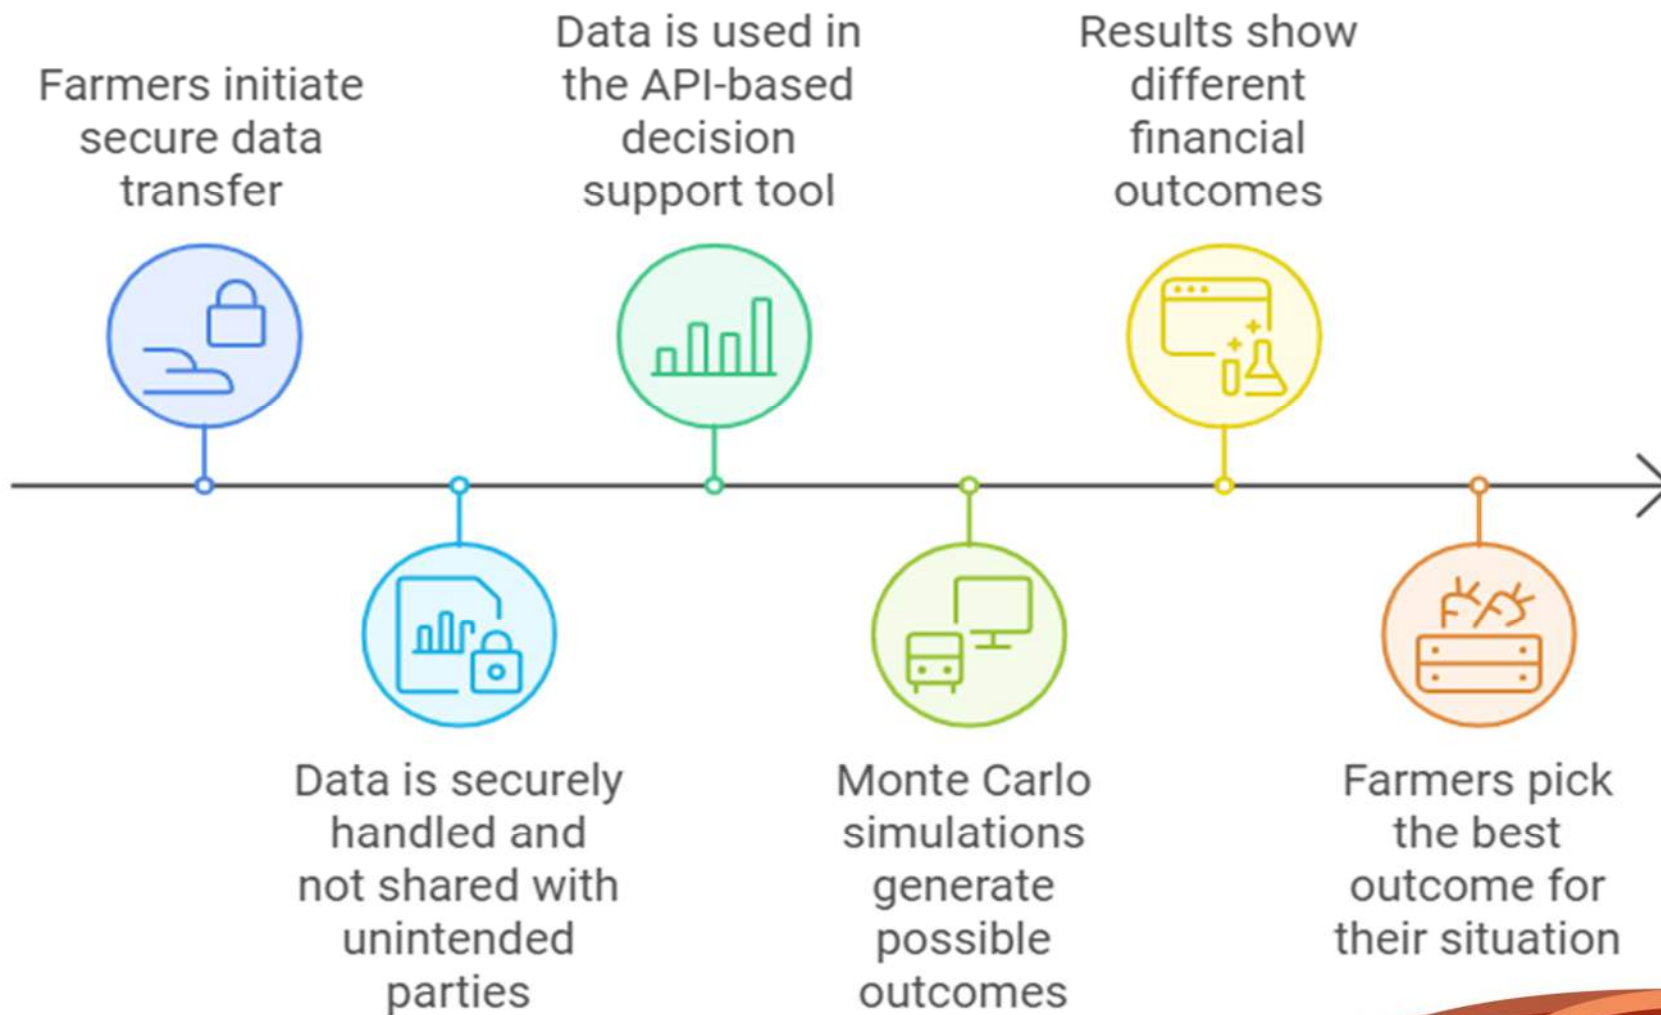 Farmers initiate
secure data
transfer
Data is securely
handled and
not shared with
unintended
parties
Data is used in
the API-based
decision
support tool
Monte Carlo
simulations
generate
possible
outcomes
Results show
different
financial
outcomes
Farmers pick
the best
outcome for
their situation